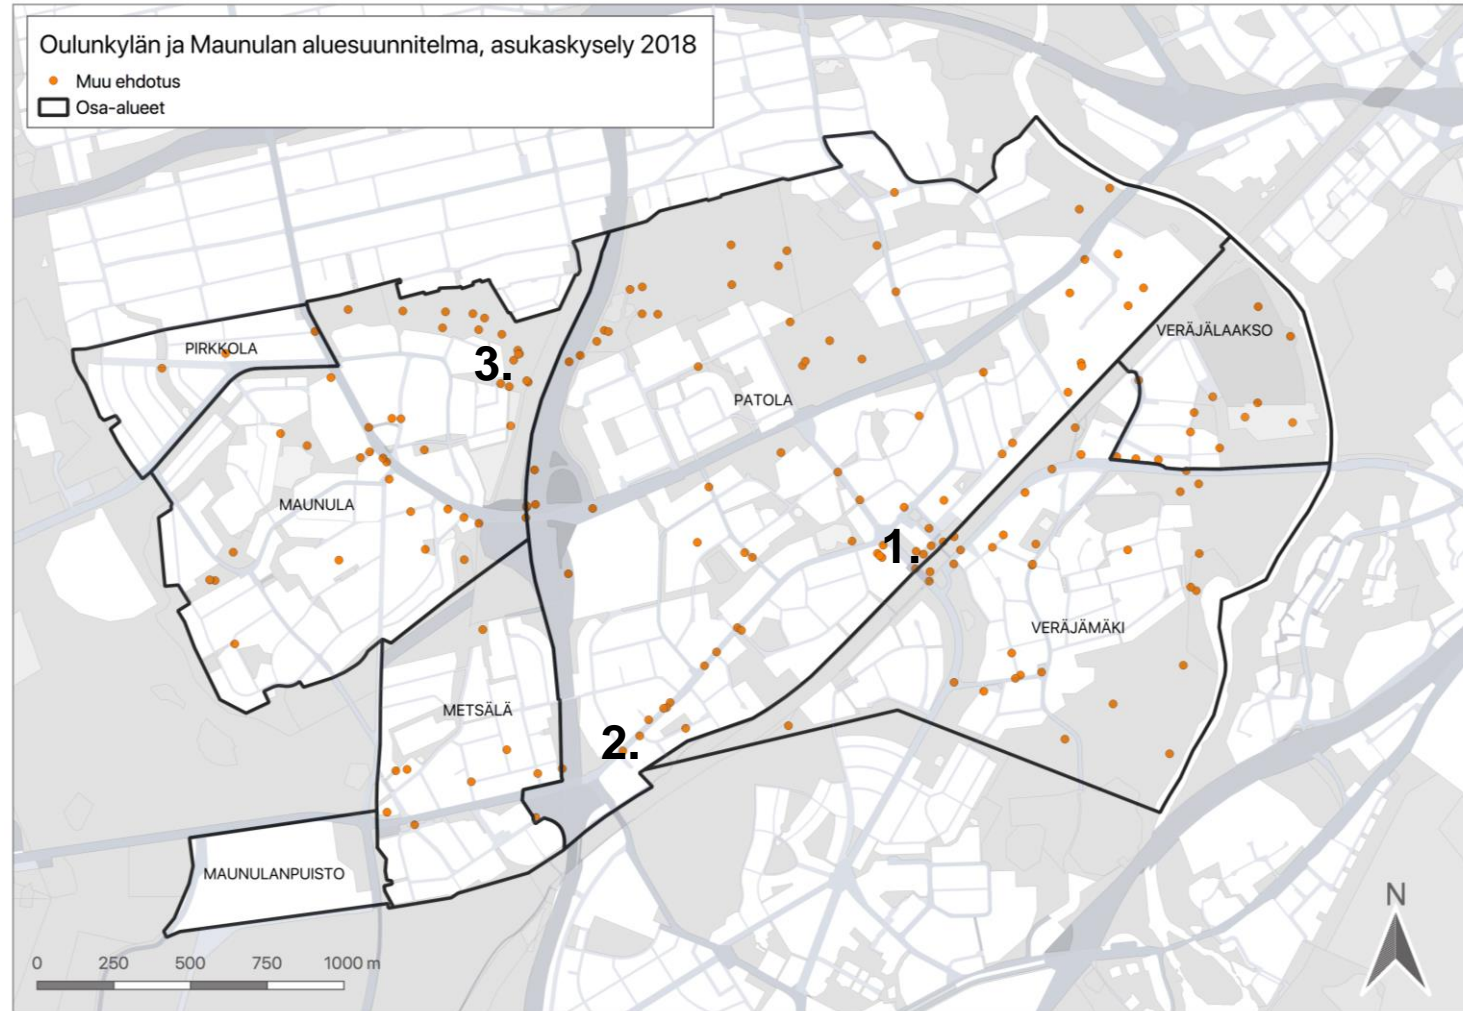 Oulunkylän ja Maunulan aluesuunnitelma, asukaskysely 2018
Muu ehdotus
Osa-alueet
PIRKKOLA
3.
VERÄJÄLAAKSO
PATOLA
MAUNULA
1.
VERÄJÄMÄKI
METSÄLÄ
2.
MAUNULANPUISTO
N
0 250 500 750 1000 m